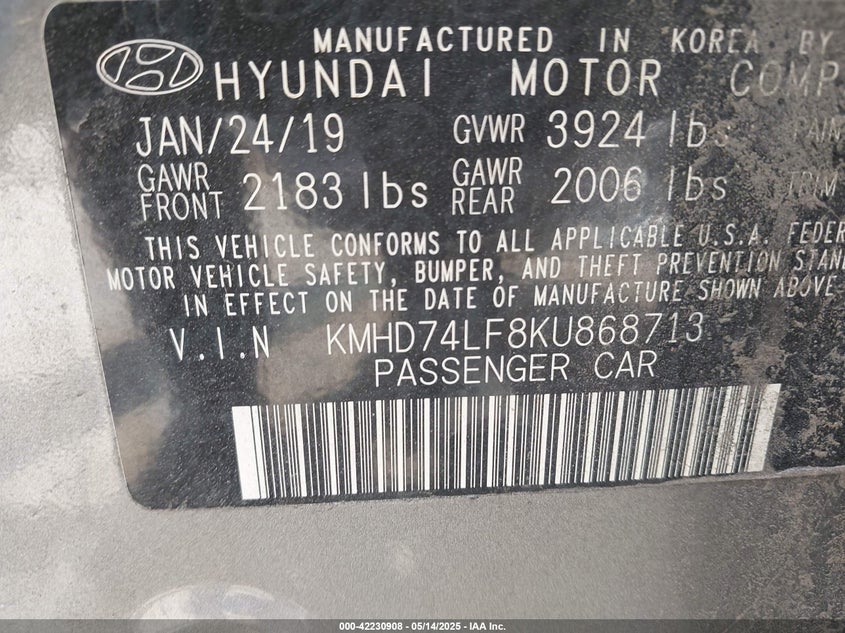 MANUFACTURED IN KOREA BY
HYUNDAI MOTOR COMP
JAN/24/19 GVWR 3924 lbs PAIN
GAWR FRONT 2183 lbs GAWR REAR 2006 lbs TRIM
THIS VEHICLE CONFORMS TO ALL APPLICABLE U.S.A. FEDER
MOTOR VEHICLE SAFETY, BUMPER, AND THEFT PREVENTION STAN
IN EFFECT ON THE DATE OF MANUFACTURE SHOWN ABOVE
V.I.N KMHD74LF8KU868713
PASSENGER CAR
000-42230908 - 05/14/2025 - IAA Inc.